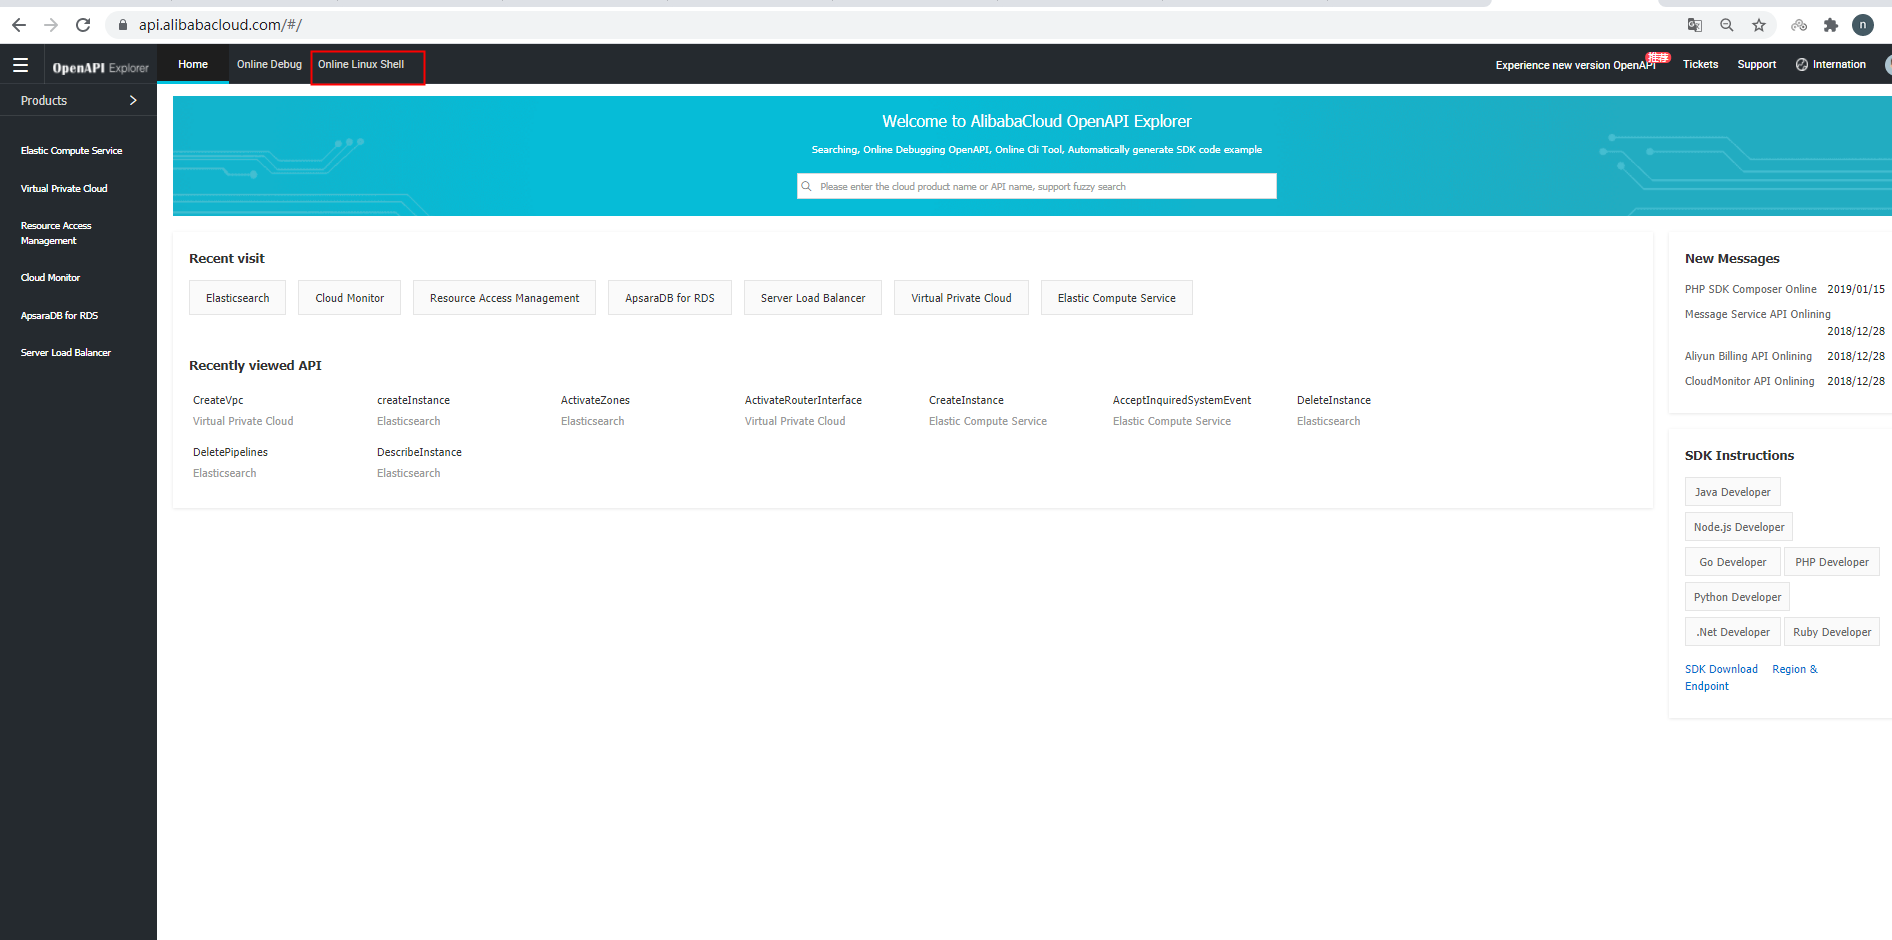 api.alibabacloud.com/#/
n
OpenAPI Explorer
Home
Online Debug
Online Linux Shell
Experience new version OpenAPI
推荐
Tickets
Support
Internation
Products
Elastic Compute Service
Virtual Private Cloud
Resource Access
Management
Cloud Monitor
ApsaraDB for RDS
Server Load Balancer
Welcome to AlibabaCloud OpenAPI Explorer
Searching, Online Debugging OpenAPI, Online Cli Tool, Automatically generate SDK code example
Please enter the cloud product name or API name, support fuzzy search
Recent visit
Elasticsearch
Cloud Monitor
Resource Access Management
ApsaraDB for RDS
Server Load Balancer
Virtual Private Cloud
Elastic Compute Service
Recently viewed API
CreateVpc
Virtual Private Cloud
createInstance
Elasticsearch
ActivateZones
Elasticsearch
ActivateRouterInterface
Virtual Private Cloud
CreateInstance
Elastic Compute Service
AcceptInquiredSystemEvent
Elastic Compute Service
DeleteInstance
Elasticsearch
DeletePipelines
Elasticsearch
DescribeInstance
Elasticsearch
New Messages
PHP SDK Composer Online 2019/01/15
Message Service API Onlining
2018/12/28
Aliyun Billing API Onlining 2018/12/28
CloudMonitor API Onlining 2018/12/28
SDK Instructions
Java Developer
Node.js Developer
Go Developer
PHP Developer
Python Developer
.Net Developer
Ruby Developer
SDK Download Region &
Endpoint